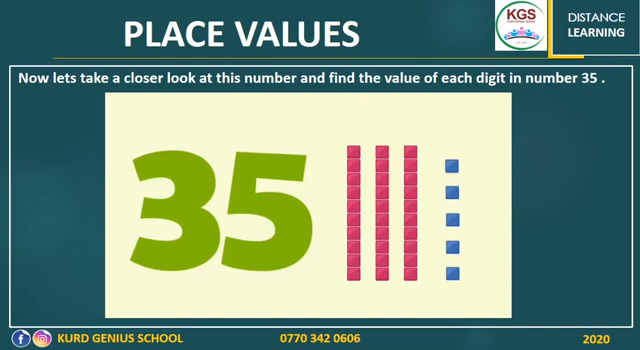 PLACE VALUES
KGS
DISTANCE
LEARNING
Now lets take a closer look at this number and find the value of each digit in number 35 .
35
KURD GENIUS SCHOOL
0770 342 0606
2020